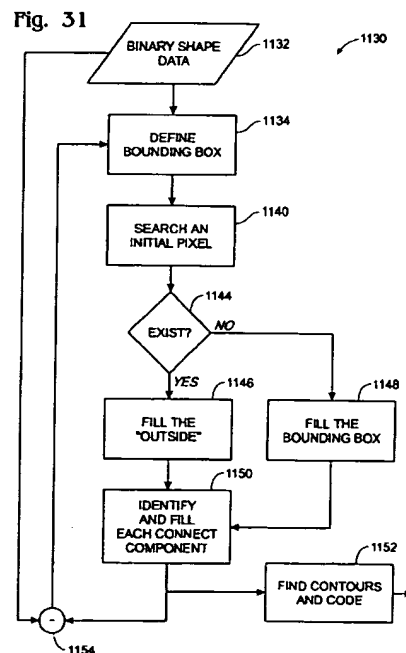 Fig. 31
BINARY SHAPE
DATA
1132
1130
DEFINE
BOUNDING BOX
1134
SEARCH AN
INITIAL PIXEL
1140
EXIST?
1144
NO
YES
FILL THE
"OUTSIDE"
1146
FILL THE
BOUNDING BOX
1148
IDENTIFY
AND FILL
EACH CONNECT
COMPONENT
1150
FIND CONTOURS
AND CODE
1152
-
1154